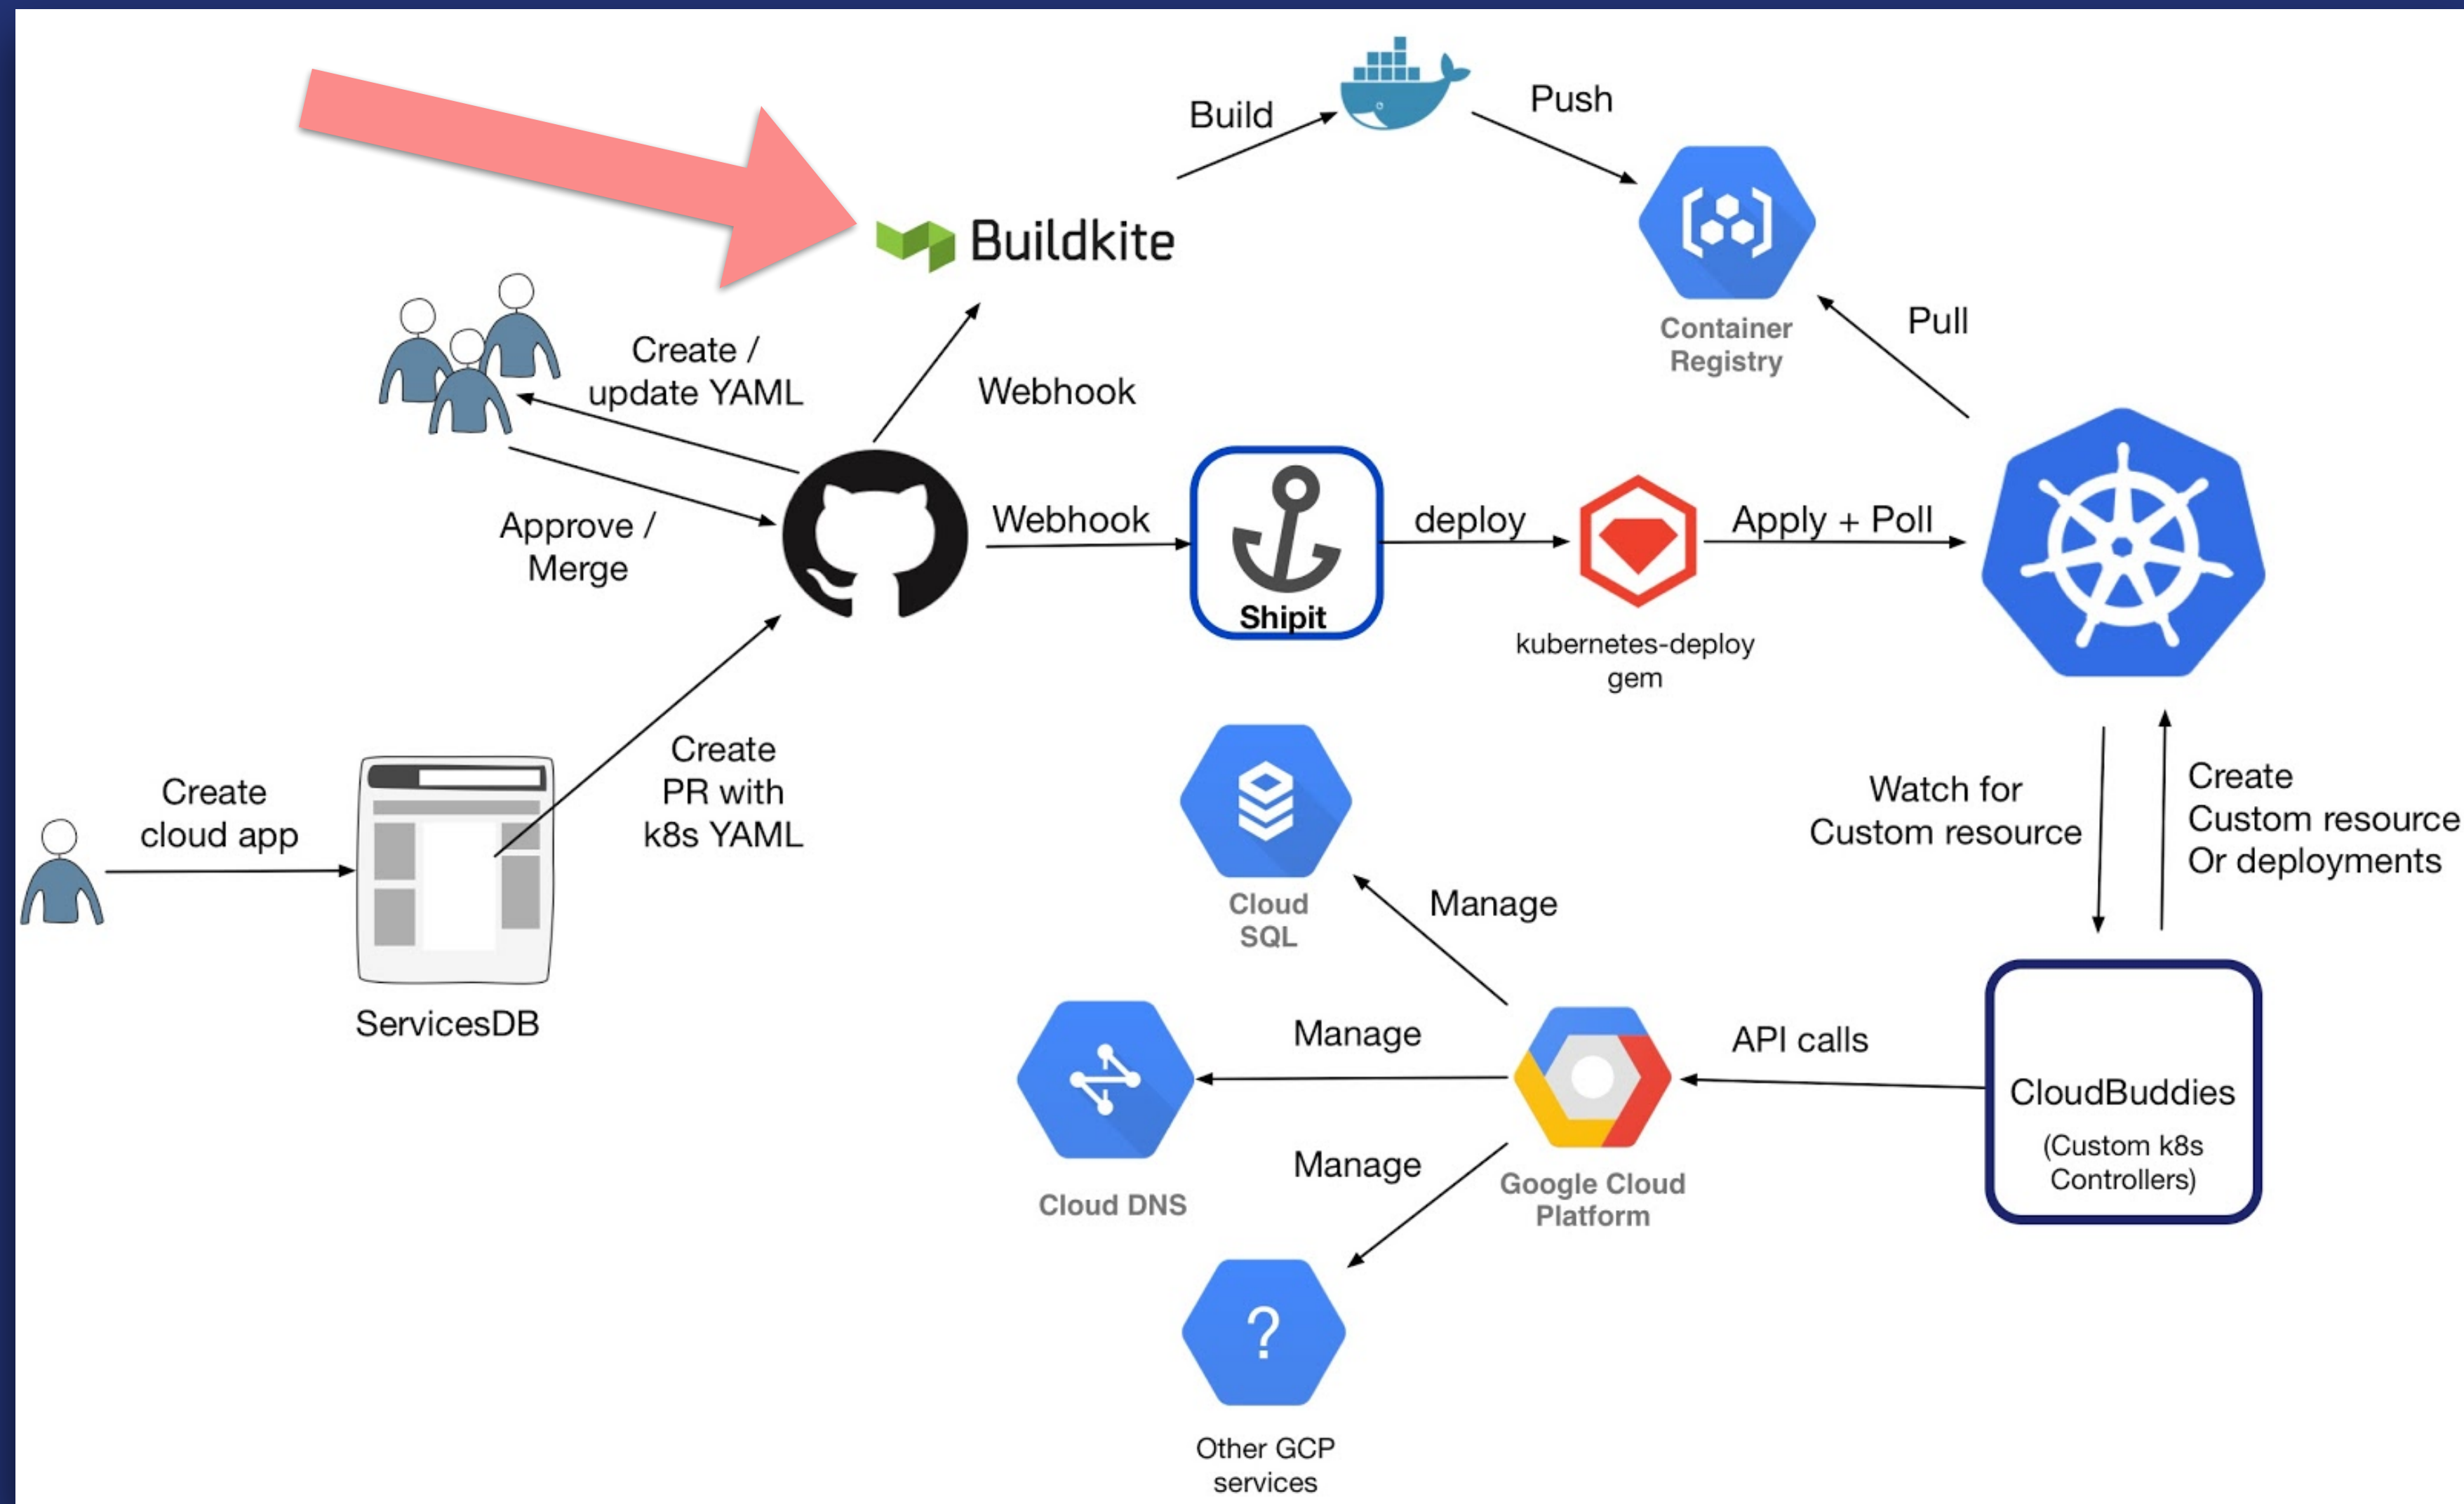 Build
Push
Buildkite
Container
Registry
Pull
Create /
update YAML
Webhook
Approve /
Merge
Webhook
Shipit
deploy
kubernetes-deploy
gem
Apply + Poll
Create
cloud app
ServicesDB
Create
PR with
k8s YAML
Watch for
Custom resource
Create
Custom resource
Or deployments
Cloud
SQL
Manage
Manage
Cloud DNS
Manage
Google Cloud
Platform
API calls
CloudBuddies
(Custom k8s
Controllers)
?
Other GCP
services